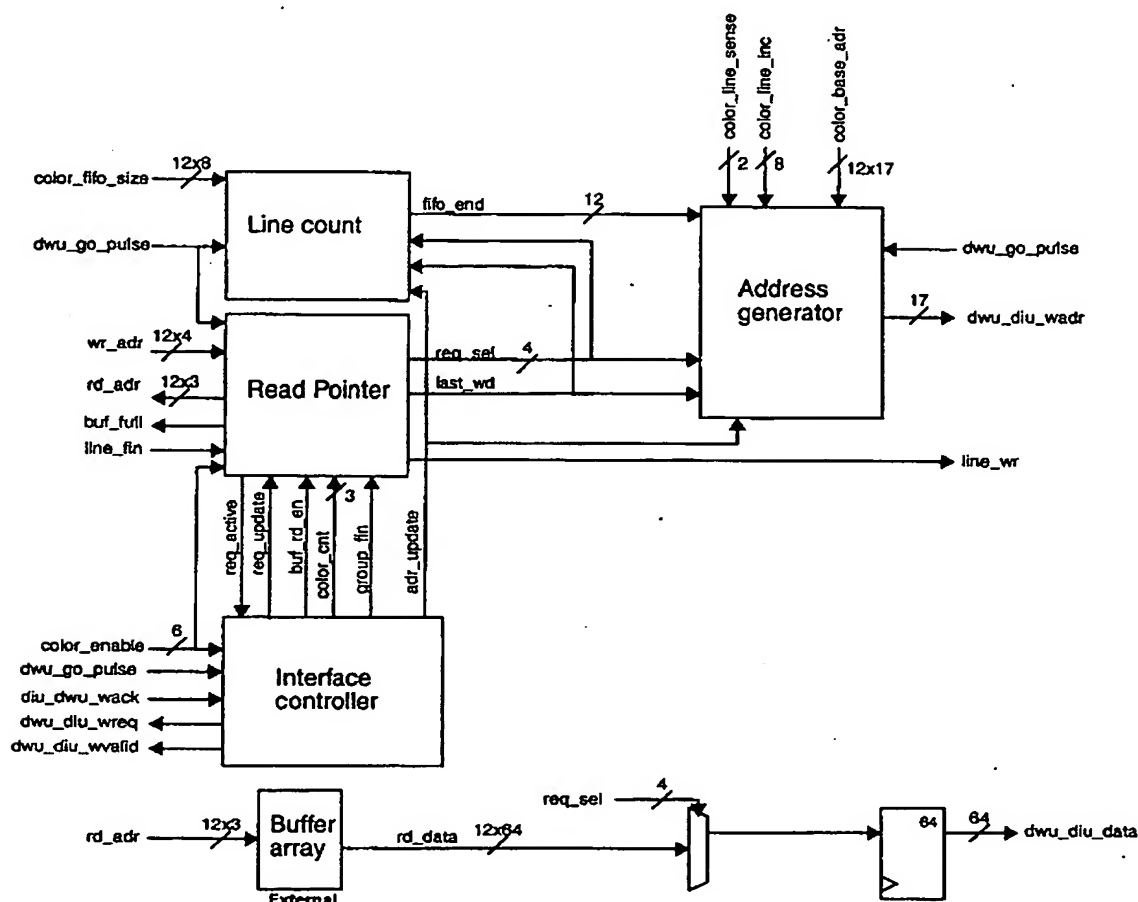 color_line_sense
color_line_inc
color_base_adr
2
8
12x17
color_fifo_size
12x8
Line count
fifo_end
12
dwu_go_pulse
dwu_go_pulse
Address
generator
17
dwu_diu_wadr
wr_adr
12x4
rd_adr
12x3
buf_full
line_fin
Read Pointer
req_sel
4
last_wd
line_wr
req_active
req_update
buf_rd_en
color_cnt
3
group_fin
adr_update
color_enable
6
dwu_go_pulse
diu_dwu_wack
dwu_diu_wreq
dwu_diu_wvalid
Interface
controller
req_sel
4
rd_adr
12x3
Buffer
array
External
rd_data
12x64
64
64
dwu_diu_data